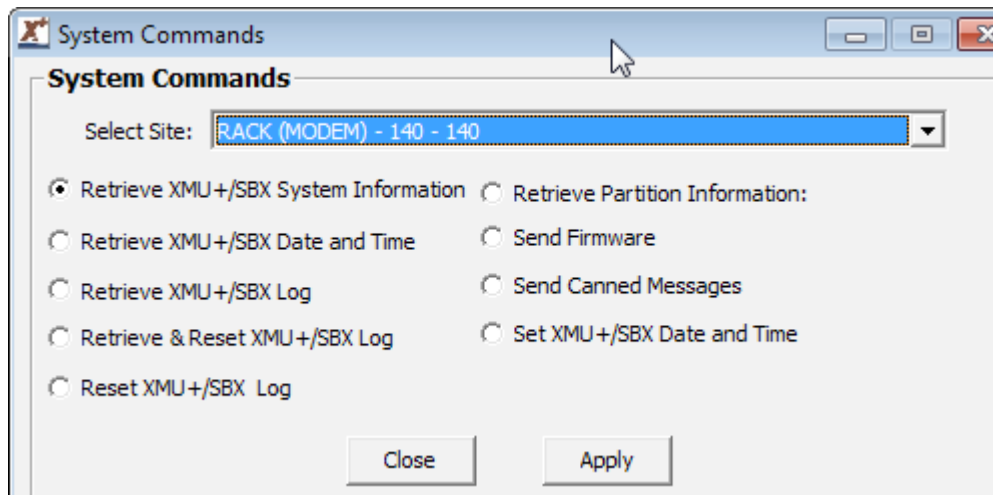 System Commands
System Commands
Select Site: RACK (MODEM) - 140 - 140
Retrieve XMU+/SBX System Information
Retrieve Partition Information:
Retrieve XMU+/SBX Date and Time
Send Firmware
Retrieve XMU+/SBX Log
Send Canned Messages
Retrieve & Reset XMU+/SBX Log
Set XMU+/SBX Date and Time
Reset XMU+/SBX  Log
Close
Apply